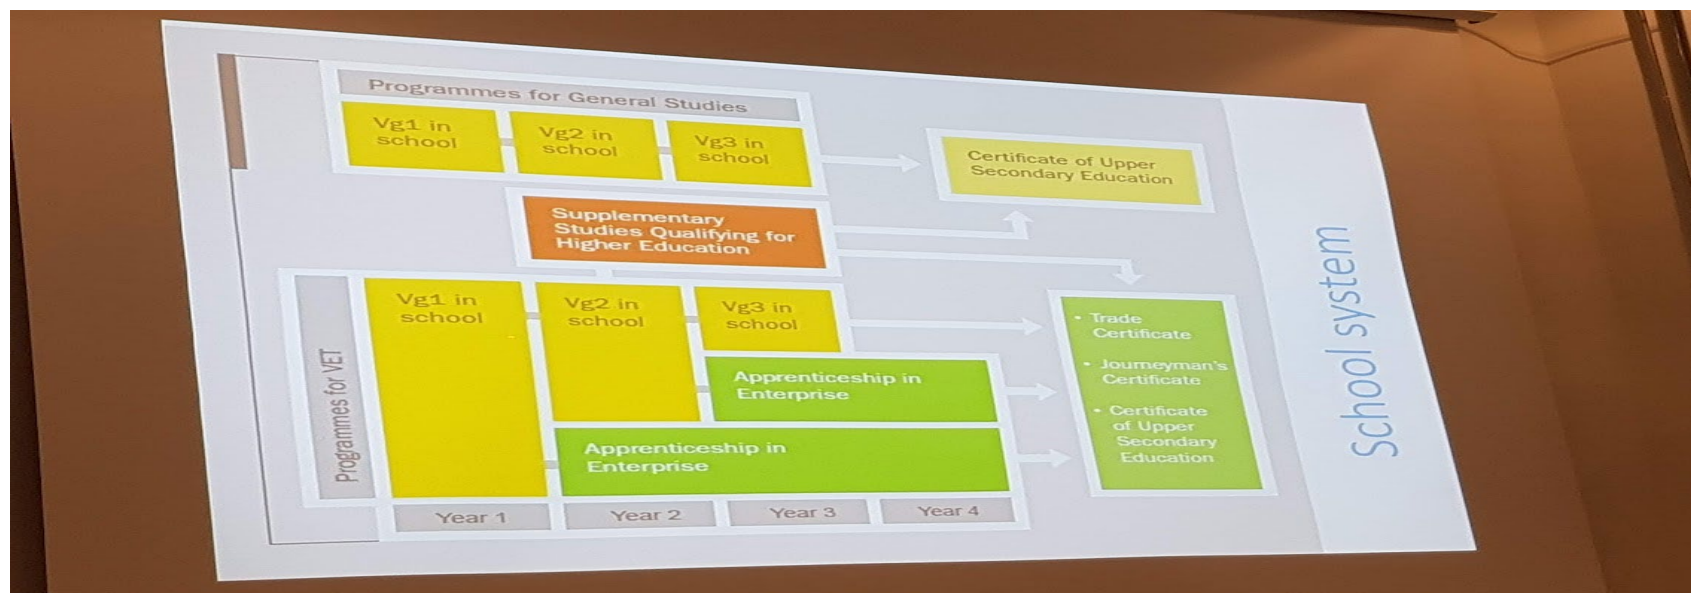 Programmes for General Studies
Vg1 in
school
Vg2 in
school
Vg3 in
school
Certificate of Upper
Secondary Education
Supplementary
Studies Qualifying for
Higher Education
Programmes for VET
Vg1 in
school
Vg2 in
school
Vg3 in
school
Apprenticeship in
Enterprise
Apprenticeship in
Enterprise
• Trade
Certificate
• Journeyman's
Certificate
• Certificate
of Upper
Secondary
Education
Year 1
Year 2
Year 3
Year 4
School system